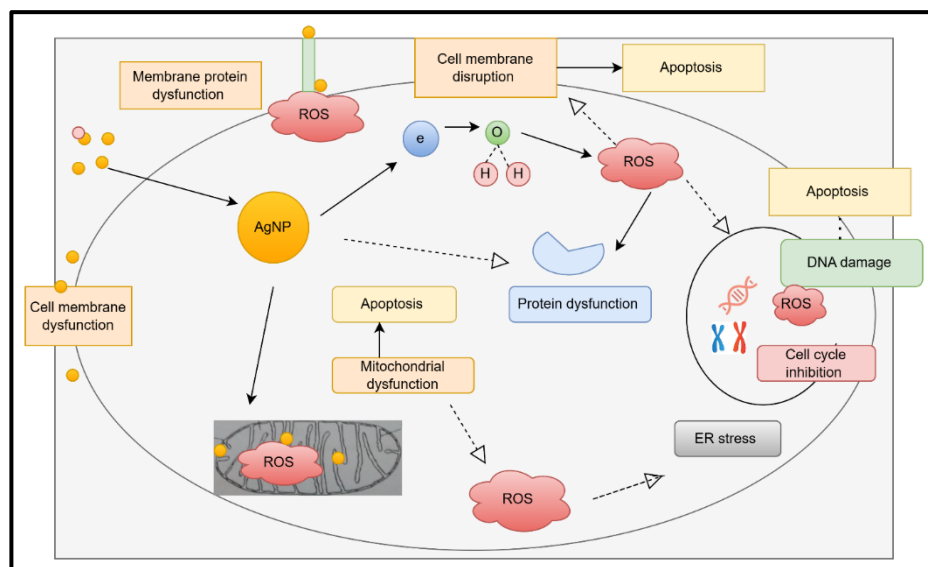 Cell membrane
disruption
Apoptosis
Membrane protein
dysfunction
ROS
e
O
H
H
ROS
Apoptosis
AgNP
DNA damage
Cell membrane
dysfunction
Apoptosis
Protein dysfunction
ROS
Mitochondrial
dysfunction
Cell cycle
inhibition
ER stress
ROS
ROS